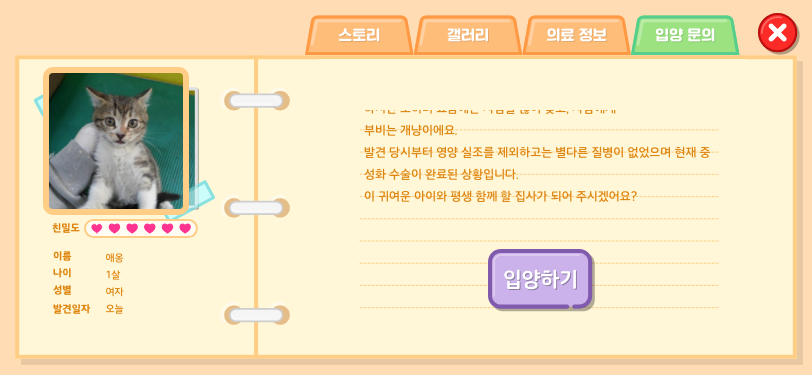 스토리
갤러리
의료 정보
입양 문의
친밀도
이름 애옹
나이 1살
성별 여자
발견일자 오늘
부비는 개냥이에요.
발견 당시부터 영양 실조를 제외하고는 별다른 질병이 없었으며 현재 중
성화 수술이 완료된 상황입니다.
이 귀여운 아이와 평생 함께 할 집사가 되어 주시겠어요?
입양하기